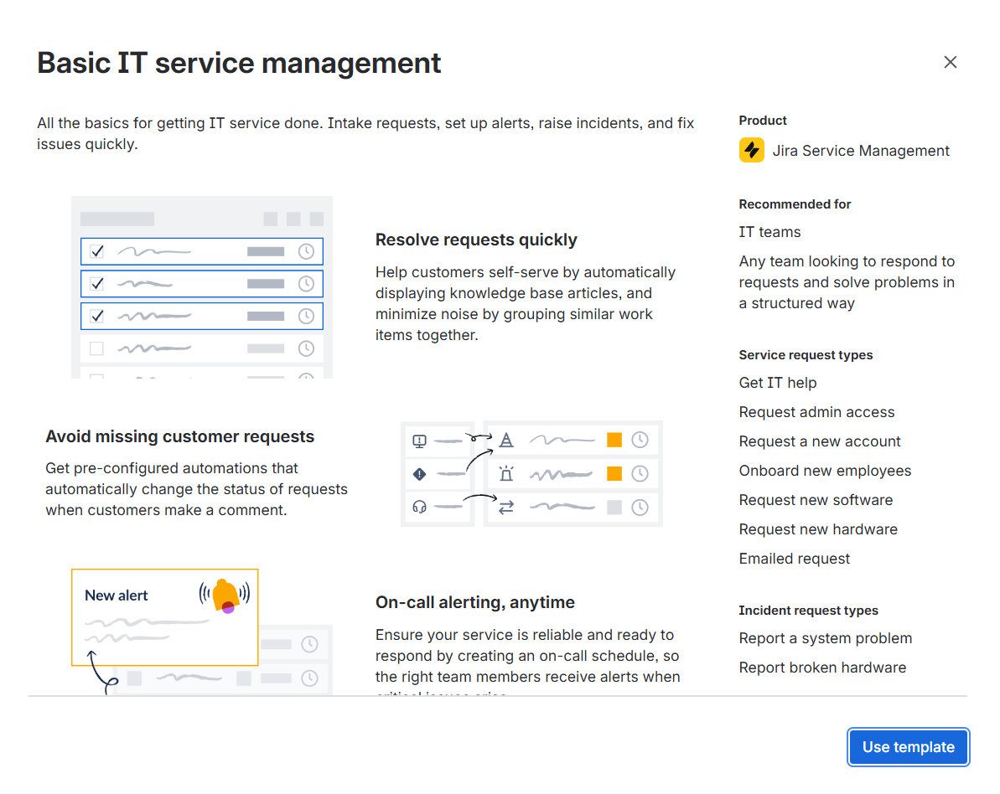 Basic IT service management
All the basics for getting IT service done. Intake requests, set up alerts, raise incidents, and fix
issues quickly.
Resolve requests quickly
Help customers self-serve by automatically
displaying knowledge base articles, and
minimize noise by grouping similar work
items together.
Avoid missing customer requests
Get pre-configured automations that
automatically change the status of requests
when customers make a comment.
New alert
On-call alerting, anytime
Ensure your service is reliable and ready to
respond by creating an on-call schedule, so
the right team members receive alerts when
Product
Jira Service Management
Recommended for
IT teams
Any team looking to respond to
requests and solve problems in
a structured way
Service request types
Get IT help
Request admin access
Request a new account
Onboard new employees
Request new software
Request new hardware
Emailed request
Incident request types
Report a system problem
Report broken hardware
Use template